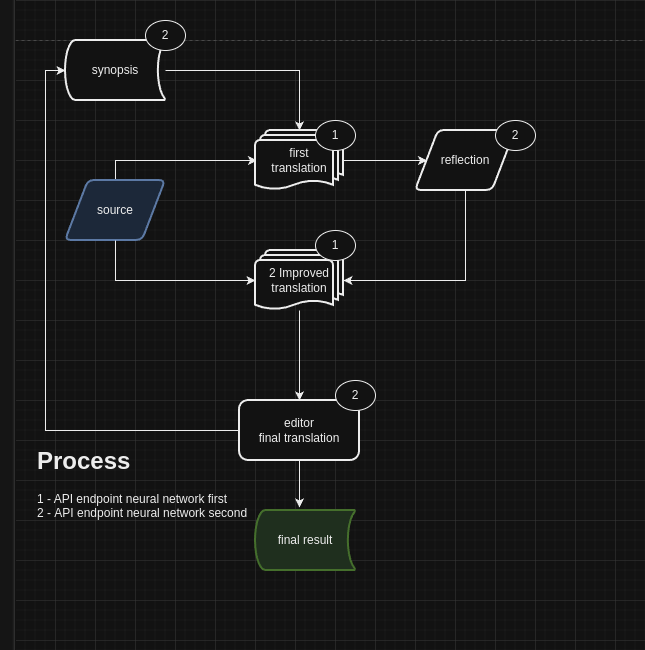 2
synopsis
1
first
translation
2
reflection
source
1
2 Improved
translation
2
editor
final translation
Process
1 - API endpoint neural network first
2 - API endpoint neural network second
final result